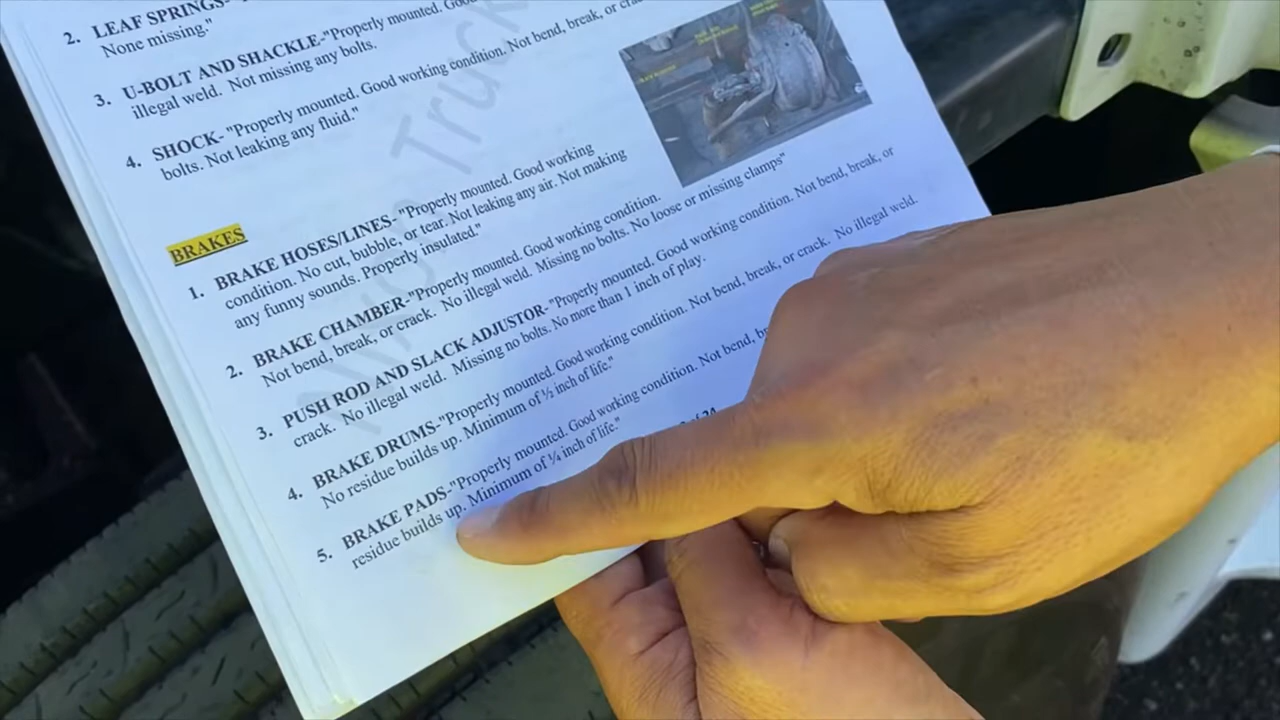 2. LEAF SPRINGS-
None missing."
3. U-BOLT AND SHACKLE-"Properly mounted. Good
illegal weld. Not missing any bolts.
4. SHOCK- "Properly mounted. Good working condition. Not bend, break, or
bolts. Not leaking any fluid."
BRAKES
1. BRAKE HOSES/LINES- "Properly mounted. Good working
condition. No cut, bubble, or tear. Not leaking any air. Not making
any funny sounds. Properly insulated."
2. BRAKE CHAMBER-"Properly mounted. Good working condition.
Not bend, break, or crack. No illegal weld. Missing no bolts. No loose or missing clamps"
3. PUSH ROD AND SLACK ADJUSTOR-"Properly mounted. Good working condition. Not bend, break, or
crack. No illegal weld. Missing no bolts. No more than 1 inch of play.
4. BRAKE DRUMS-"Properly mounted. Good working condition. Not bend, break, or crack. No illegal weld.
No residue builds up. Minimum of ½ inch of life."
5. BRAKE PADS-"Properly mounted. Good working condition. Not bend,
residue builds up. Minimum of ¼ inch of life."